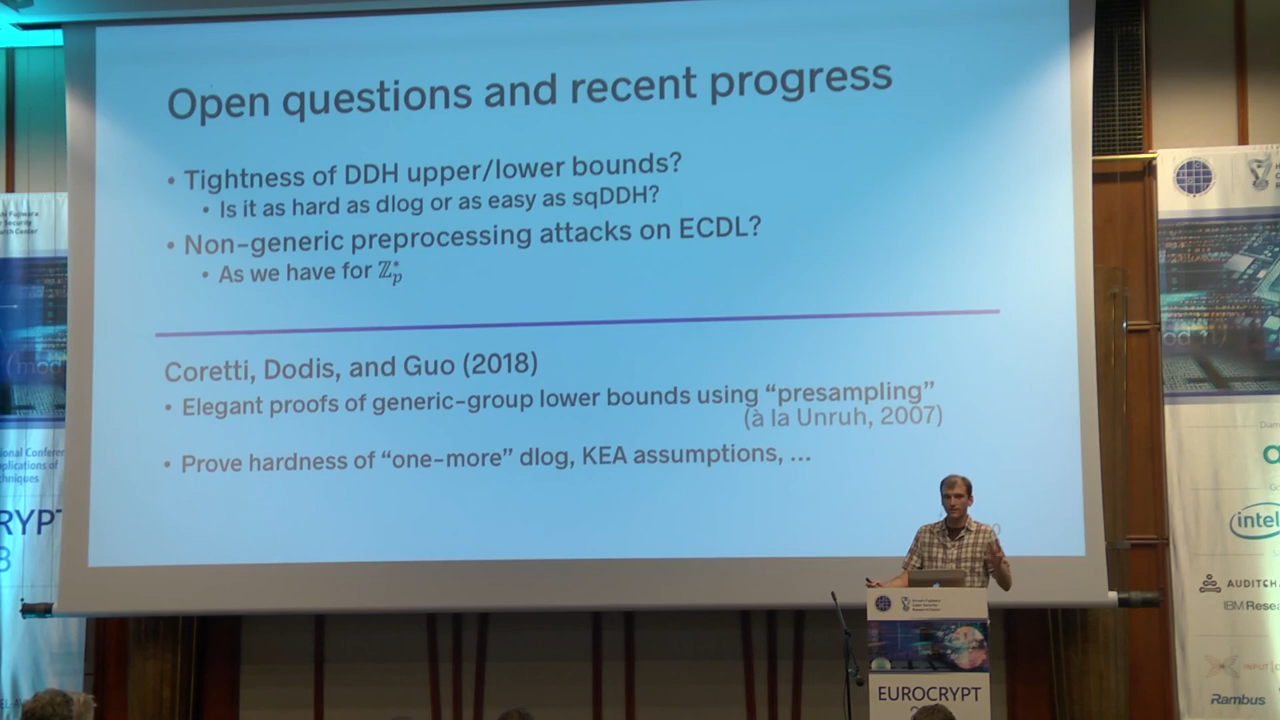 Open questions and recent progress
• Tightness of DDH upper/lower bounds?
• Is it as hard as dlog or as easy as sqDDH?
• Non-generic preprocessing attacks on ECDL?
• As we have for ℤ*ₚ
Coretti, Dodis, and Guo (2018)
• Elegant proofs of generic-group lower bounds using “presampling”
(à la Unruh, 2007)
• Prove hardness of “one-more” dlog, KEA assumptions, ...
EUROCRYPT
intel
IBM Rese
INPUT
Rambus
AUDITCHA